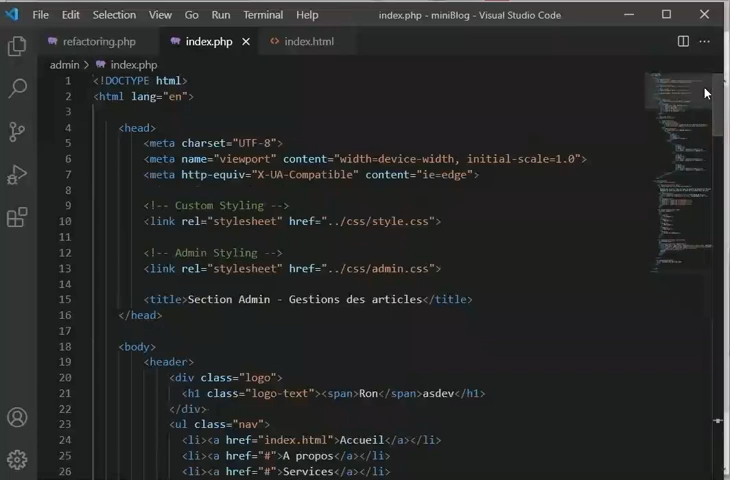 File Edit Selection View Go Run Terminal Help index.php - miniBlog - Visual Studio Code
refactoring.php index.php index.html
admin > index.php
1 <!DOCTYPE html>
2 <html lang="en">
3
4 <head>
5 <meta charset="UTF-8">
6 <meta name="viewport" content="width=device-width, initial-scale=1.0">
7 <meta http-equiv="X-UA-Compatible" content="ie=edge">
8
9 <!-- Custom Styling -->
10 <link rel="stylesheet" href="../css/style.css">
11
12 <!-- Admin Styling -->
13 <link rel="stylesheet" href="../css/admin.css">
14
15 <title>Section Admin - Gestions des articles</title>
16 </head>
17
18 <body>
19 <header>
20 <div class="logo">
21 <h1 class="logo-text"><span>Ron</span>asdev</h1>
22 </div>
23 <ul class="nav">
24 <li><a href="index.html">Accueil</a></li>
25 <li><a href="#">A propos</a></li>
26 <li><a href="#">Services</a></li>